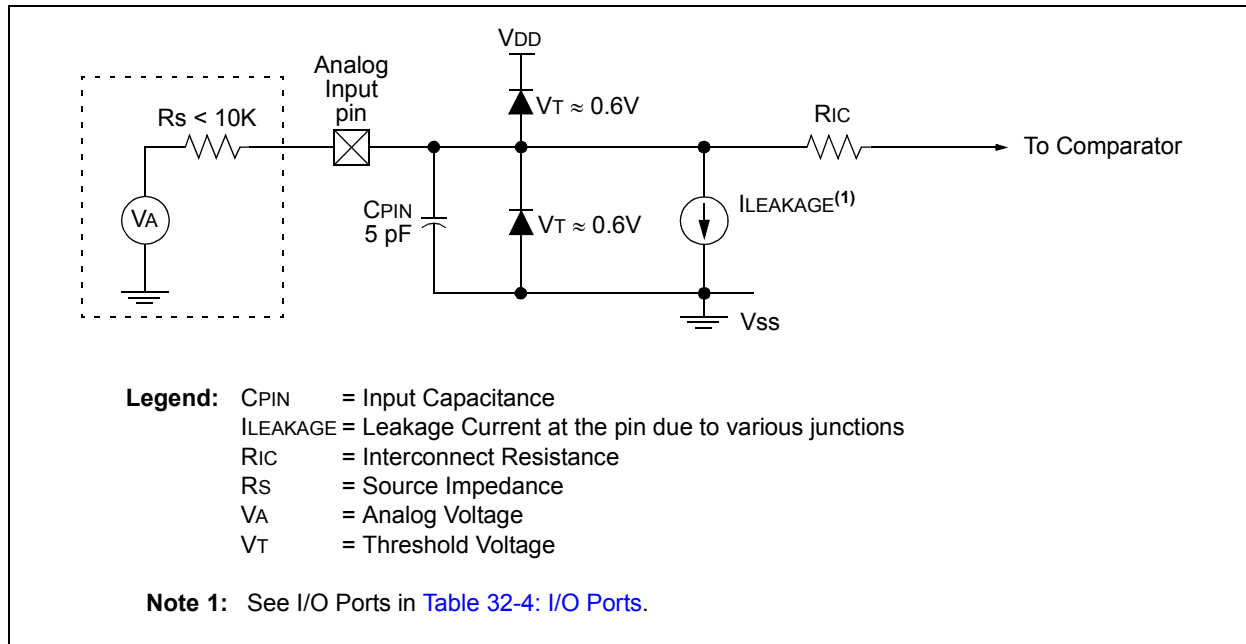 VDD
Analog
Input
pin
Rs < 10K
VT ≈ 0.6V
RIC
To Comparator
VA
CPIN
5 pF
VT ≈ 0.6V
ILEAKAGE(1)
Vss
Legend: CPIN = Input Capacitance
ILEAKAGE = Leakage Current at the pin due to various junctions
RIC = Interconnect Resistance
RS = Source Impedance
VA = Analog Voltage
VT = Threshold Voltage
Note 1: See I/O Ports in Table 32-4: I/O Ports.